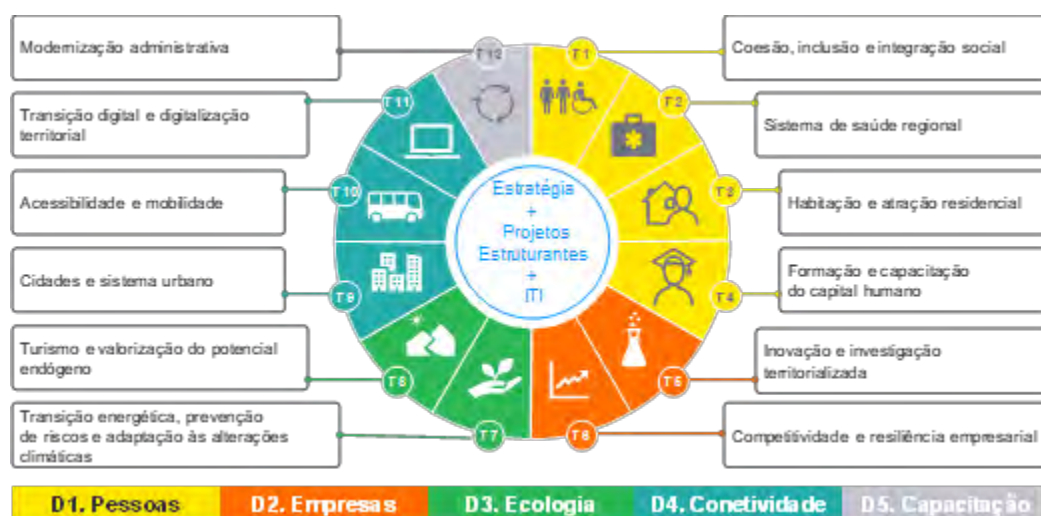 Modernização administrativa
T12
T1
Coesão, inclusão e integração social
Transição digital e digitalização
territorial
T11
T2
Sistema de saúde regional
Acessibilidade e mobilidade
T10
T3
Habitação e atração residencial
Estratégia
+
Projetos
Estruturantes
+
ITI
Cidades e sistema urbano
T9
T4
Formação e capacitação
do capital humano
Turismo e valorização do potencial
endógeno
T8
T5
Inovação e investigação
territorializada
Transição energética, prevenção
de riscos e adaptação às alterações
climáticas
T7
T6
Competitividade e resiliência empresarial
D1. Pessoas
D2. Empresas
D3. Ecologia
D4. Conetividade
D5. Capacitação